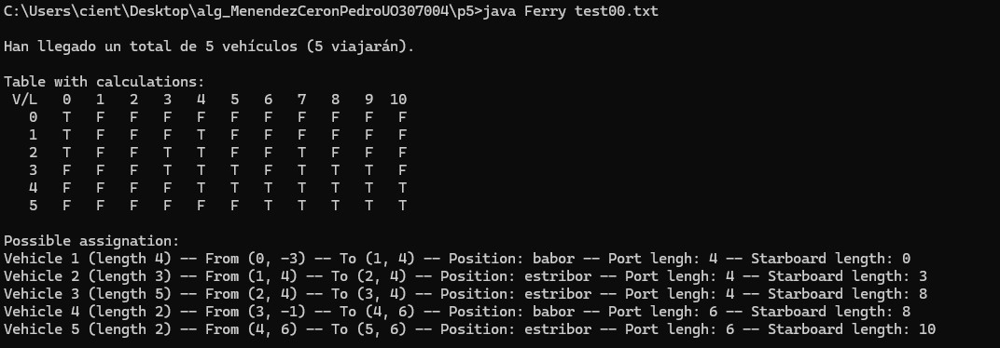 C:\Users\cient\Desktop\alg_MenendezCeronPedroUO307004\p5>java Ferry test00.txt
Han llegado un total de 5 vehículos (5 viajarán).
Table with calculations:
V/L 0 1 2 3 4 5 6 7 8 9 10
0 T F F F F F F F F F F
1 T F F F T F F F F F F
2 T F F T T F F T F F F
3 F F F T T T F T T T F
4 F F F F T T T T T T T
5 F F F F F F T T T T T
Possible assignation:
Vehicle 1 (length 4) -- From (0, -3) -- To (1, 4) -- Position: babor -- Port lengh: 4 -- Starboard length: 0
Vehicle 2 (length 3) -- From (1, 4) -- To (2, 4) -- Position: estribor -- Port lengh: 4 -- Starboard length: 3
Vehicle 3 (length 5) -- From (2, 4) -- To (3, 4) -- Position: estribor -- Port lengh: 4 -- Starboard length: 8
Vehicle 4 (length 2) -- From (3, -1) -- To (4, 6) -- Position: babor -- Port lengh: 6 -- Starboard length: 8
Vehicle 5 (length 2) -- From (4, 6) -- To (5, 6) -- Position: estribor -- Port lengh: 6 -- Starboard length: 10